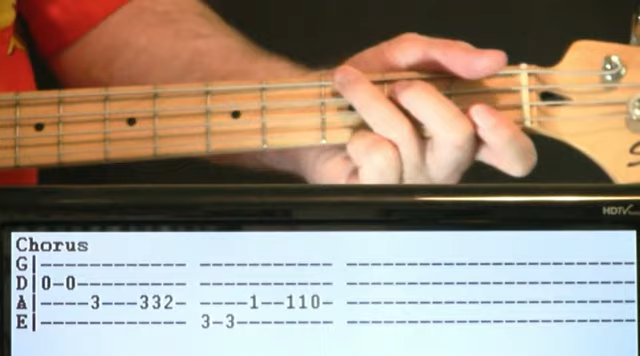 HDTV
Chorus
G|------------ ----------- ------------------------
D|0-0--------- ----------- ------------------------
A|----3---332- ----1--110- ------------------------
E|------------ 3-3-------- ------------------------